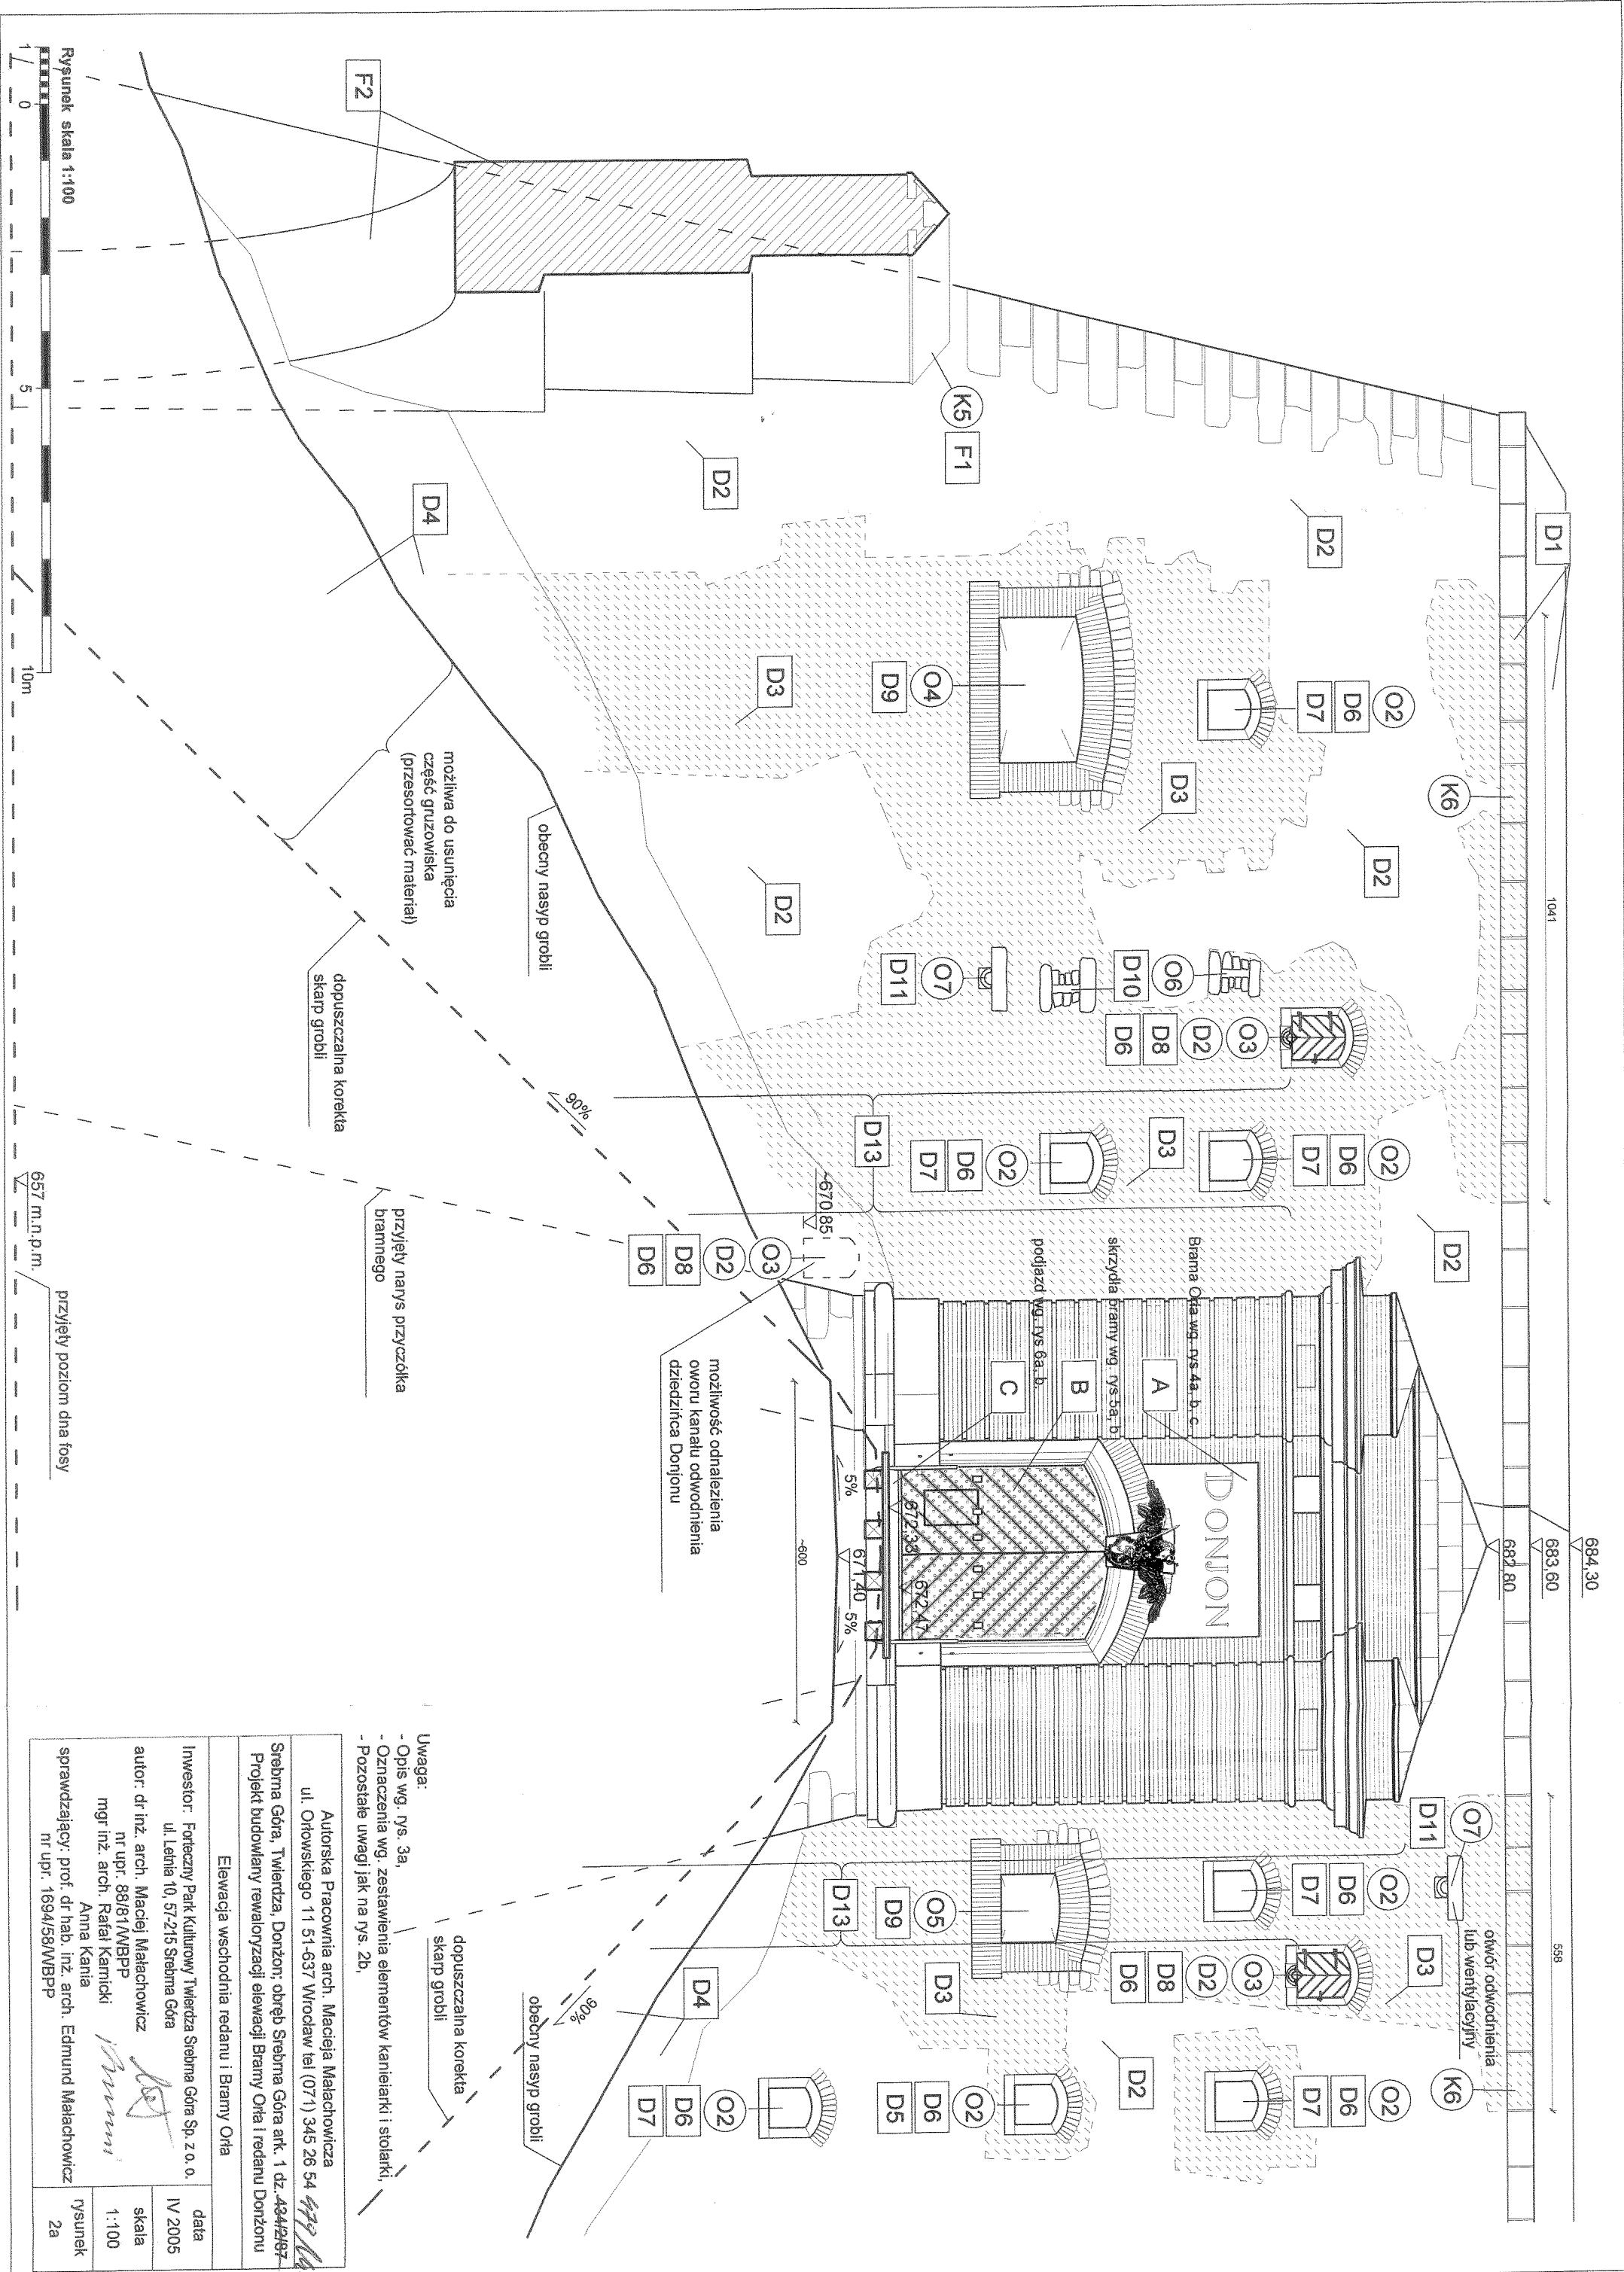 684,30
683,60
682,80
D1
1041
558
K6
K6
D2
D2
D2
O2
D6
D7
O2
D6
D7
O2
D6
D7
O2
D6
D7
O7
D11
otwór odwodnienia
lub wentylacyjny
D3
D3
D3
O3
D2
D8
D6
O3
D2
D8
D6
O6
D10
O7
D11
O4
D9
O5
D9
O2
D6
D7
O2
D6
D5
O2
D6
D7
K5
F1
D2
D2
D2
D3
D3
D13
D13
DONJON
Brama Orła wg. rys 4a, b, c.
A
skrzydła bramy wg. rys 5a, b
B
podjazd wg. rys 6a, b,
C
672,38
672,47
671,40
5%
5%
~600
~670,85
O3
D2
D8
D6
możliwość odnalezienia
oworu kanału odwodnienia
dziedzińca Donjonu
D4
D4
obecny nasyp grobli
obecny nasyp grobli
90%
90%
możliwa do usunięcia
część gruzowiska
(przesortować materiał)
dopuszczalna korekta
skarp grobli
dopuszczalna korekta
skarp grobli
przyjęty narys przyczółka
bramnego
657 m.n.p.m.
przyjęty poziom dna fosy
F2
Rysunek skala 1:100
1
0
5
10m
Uwaga:
- Opis wg. rys. 3a,
- Oznaczenia wg. zestawienia elementów kanieiarki i stolarki,
- Pozostałe uwagi jak na rys. 2b,
Autorska Pracownia arch. Macieja Małachowicza
ul. Orłowskiego 11 51-637 Wrocław tel (071) 345 26 54
Srebrna Góra, Twierdza, Donżon; obręb Srebrna Góra ark. 1 dz. 434/2/87
Projekt budowlany rewaloryzacji elewacji Bramy Orła i redanu Donżonu
Elewacja wschodnia redanu i Bramy Orła
Inwestor: Forteczny Park Kulturowy Twierdza Srebrna Góra Sp. z o. o.
ul. Letnia 10, 57-215 Srebrna Góra
autor: dr inż. arch. Maciej Małachowicz
nr upr. 88/81/WBPP
mgr inż. arch. Rafał Karnicki
Anna Kania
sprawdzający: prof. dr hab. inż. arch. Edmund Małachowicz
nr upr. 1694/58/WBPP
data
IV 2005
skala
1:100
rysunek
2a